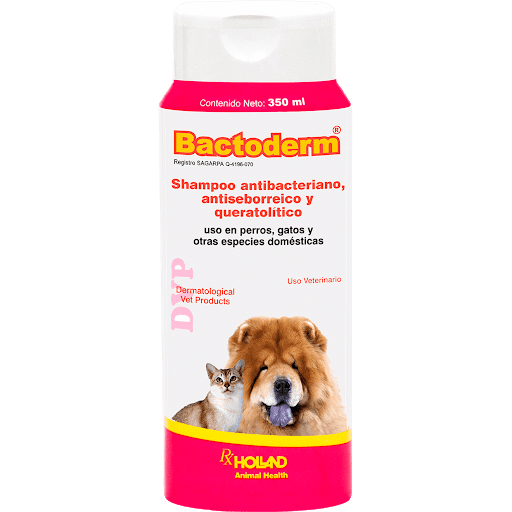 Contenido Neto: 350 ml
Bactoderm®
Registro SAGARPA Q-4196-070
Shampoo antibacteriano,
antiseborreico y
queratolítico
uso en perros, gatos y
otras especies domésticas
Uso Veterinario
DVP
Dermatological
Vet Products
Rx HOLLAND
Animal Health